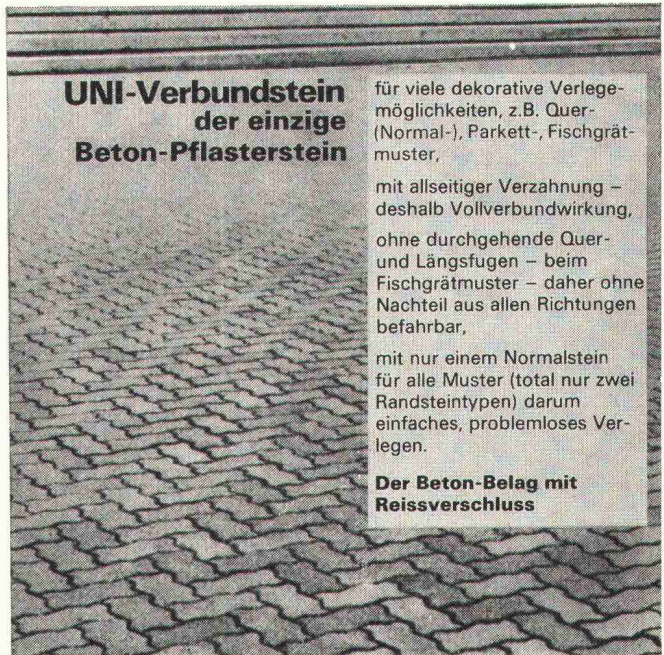 UNI-Verbundstein
der einzige
Beton-Pflasterstein
für viele dekorative Verlege-
möglichkeiten, z.B. Quer-
(Normal-), Parkett-, Fischgrät-
muster,
mit allseitiger Verzahnung –
deshalb Vollverbundwirkung,
ohne durchgehende Quer-
und Längsfugen – beim
Fischgrätmuster – daher ohne
Nachteil aus allen Richtungen
befahrbar,
mit nur einem Normalstein
für alle Muster (total nur zwei
Randsteintypen) darum
einfaches, problemloses Ver-
legen.
Der Beton-Belag mit
Reissverschluss